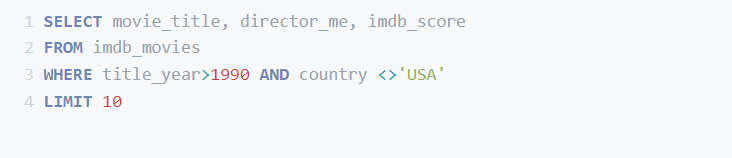 1 SELECT movie_title, director_me, imdb_score
2 FROM imdb_movies
3 WHERE title_year>1990 AND country <>'USA'
4 LIMIT 10